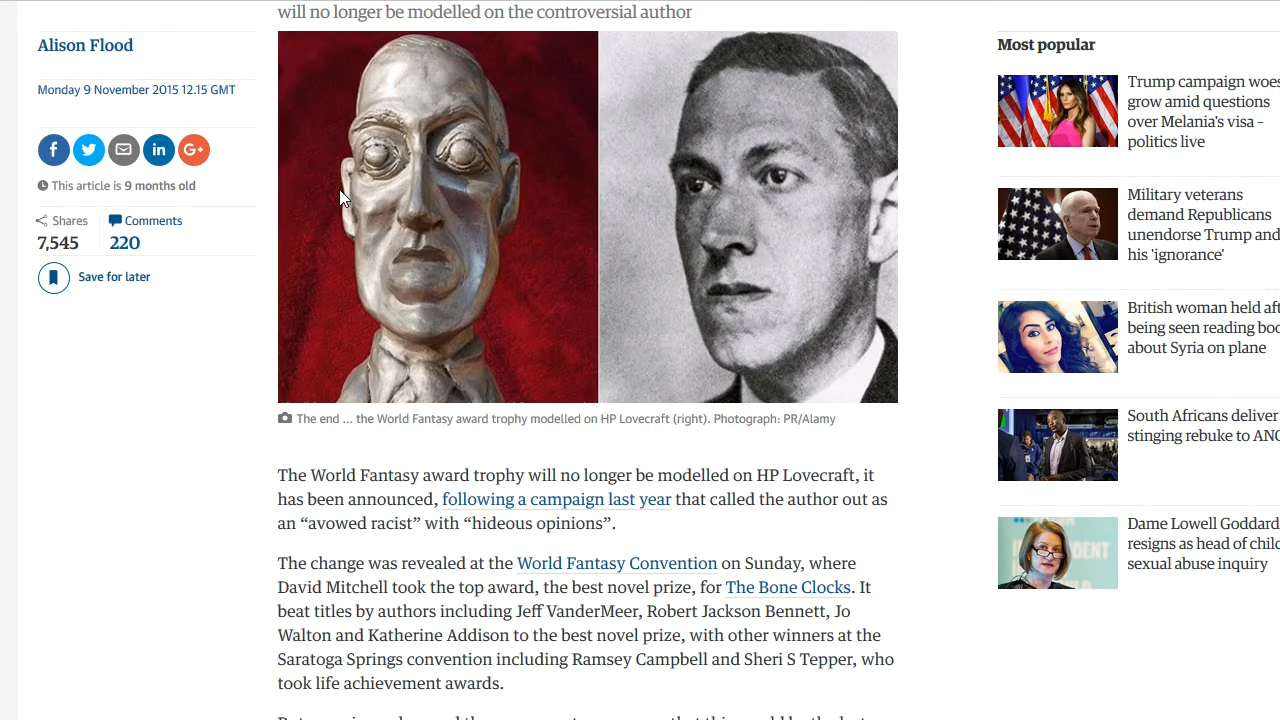 will no longer be modelled on the controversial author
Alison Flood
Monday 9 November 2015 12.15 GMT
This article is 9 months old
Shares
7,545
Comments
220
Save for later
The end ... the World Fantasy award trophy modelled on HP Lovecraft (right). Photograph: PR/Alamy
The World Fantasy award trophy will no longer be modelled on HP Lovecraft, it
has been announced, following a campaign last year that called the author out as
an “avowed racist” with “hideous opinions”.
The change was revealed at the World Fantasy Convention on Sunday, where
David Mitchell took the top award, the best novel prize, for The Bone Clocks. It
beat titles by authors including Jeff VanderMeer, Robert Jackson Bennett, Jo
Walton and Katherine Addison to the best novel prize, with other winners at the
Saratoga Springs convention including Ramsey Campbell and Sheri S Tepper, who
took life achievement awards.
Most popular
Trump campaign woes
grow amid questions
over Melania's visa –
politics live
Military veterans
demand Republicans
unendorse Trump and
his 'ignorance'
British woman held
being seen reading
about Syria on plane
South Africans deliver
stinging rebuke to
Dame Lowell Goddard
resigns as head of
sexual abuse inquiry